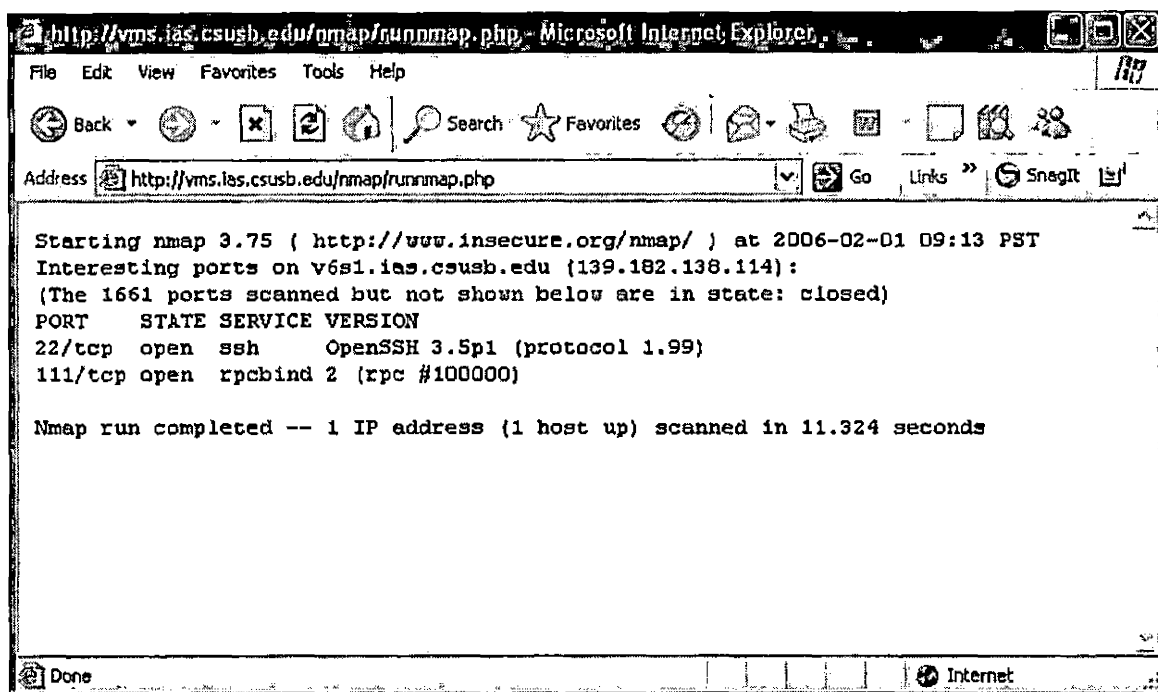 http://vms.ias.csusb.edu/nmap/runnmap.php - Microsoft Internet Explorer
File Edit View Favorites Tools Help
Back Search Favorites
Address http://vms.ias.csusb.edu/nmap/runnmap.php Go Links » SnagIt
Starting nmap 3.75 ( http://www.insecure.org/nmap/ ) at 2006-02-01 09:13 PST
Interesting ports on v6s1.ias.csusb.edu (139.182.138.114):
(The 1661 ports scanned but not shown below are in state: closed)
PORT STATE SERVICE VERSION
22/tcp open ssh OpenSSH 3.5p1 (protocol 1.99)
111/tcp open rpcbind 2 (rpc #100000)
Nmap run completed -- 1 IP address (1 host up) scanned in 11.324 seconds
Done Internet